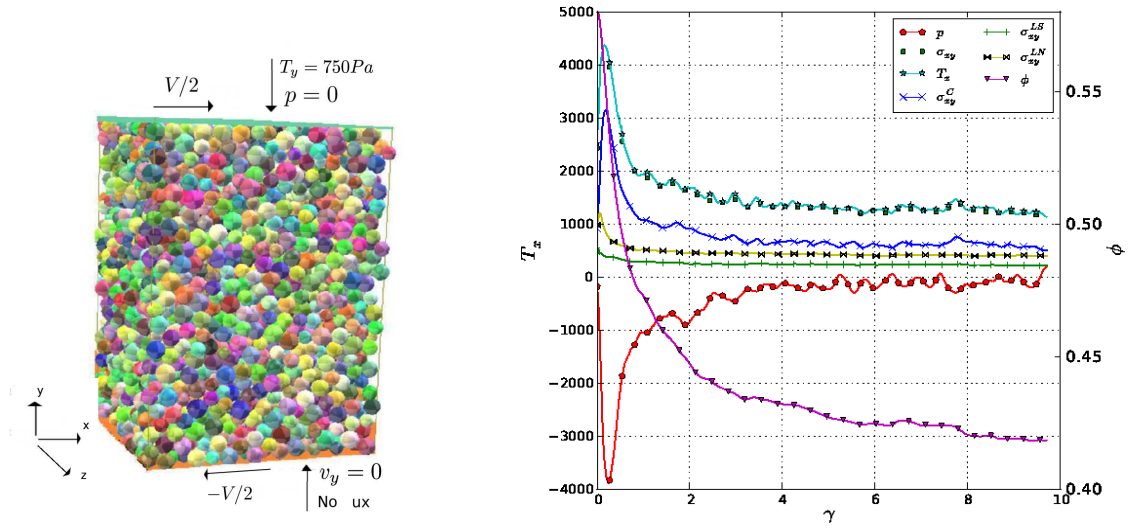 V/2
T_y = 750Pa
p = 0
y
x
z
−V/2
v_y = 0
No ux
5000
4000
3000
2000
1000
0
−1000
−2000
−3000
−4000
T_x
0 2 4 6 8 10
γ
0.55
0.50
0.45
0.40
ϕ
p
σ_xy
T_x
σ_xy^C
σ_xy^LS
σ_xy^LN
ϕ